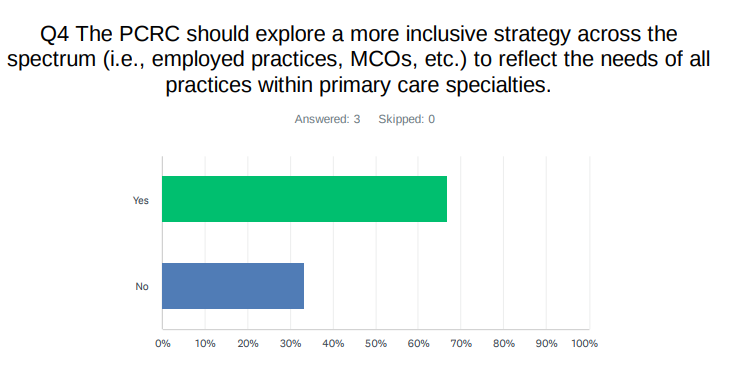 Q4 The PCRC should explore a more inclusive strategy across the
spectrum (i.e., employed practices, MCOs, etc.) to reflect the needs of all
practices within primary care specialties.
Answered: 3 Skipped: 0
Yes
No
0% 10% 20% 30% 40% 50% 60% 70% 80% 90% 100%